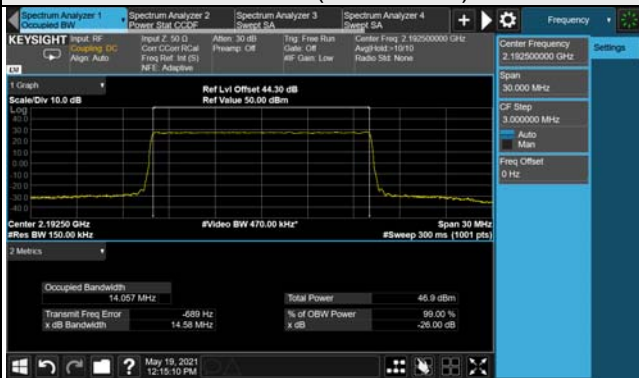 Spectrum Analyzer 1
Occupied BW
Spectrum Analyzer 2
Power Stat CCDF
Spectrum Analyzer 3
Swept SA
Spectrum Analyzer 4
Swept SA
Frequency
KEYSIGHT
Input: RF
Coupling: DC
Align: Auto
Input Z: 50 Ω
Corr CCorr RCal
Freq Ref: Int (S)
NFE: Adaptive
Atten: 30 dB
Preamp: Off
Trig: Free Run
Gate: Off
#IF Gain: Low
Center Freq: 2.192500000 GHz
Avg|Hold:>10/10
Radio Std: None
1 Graph
Scale/Div 10.0 dB
Ref Lvl Offset 44.30 dB
Ref Value 50.00 dBm
Log
40.0
30.0
20.0
10.0
0.00
-10.0
-20.0
-30.0
-40.0
Center 2.19250 GHz
#Res BW 150.00 kHz
#Video BW 470.00 kHz*
Span 30 MHz
#Sweep 300 ms (1001 pts)
2 Metrics
Occupied Bandwidth
14.057 MHz
Transmit Freq Error -689 Hz
x dB Bandwidth 14.58 MHz
Total Power 46.9 dBm
% of OBW Power 99.00 %
x dB -26.00 dB
Center Frequency
2.192500000 GHz
Settings
Span
30.000 MHz
CF Step
3.000000 MHz
Auto
Man
Freq Offset
0 Hz
May 19, 2021
12:15:10 PM